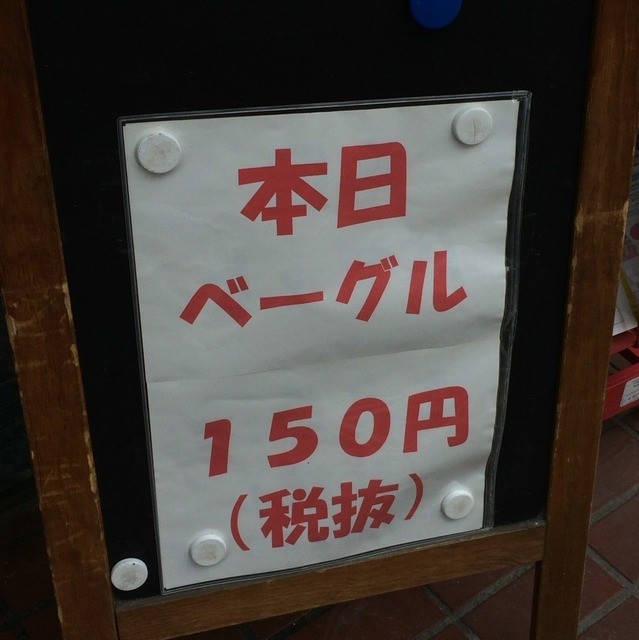 本日
ベーグル
150円
(税抜)